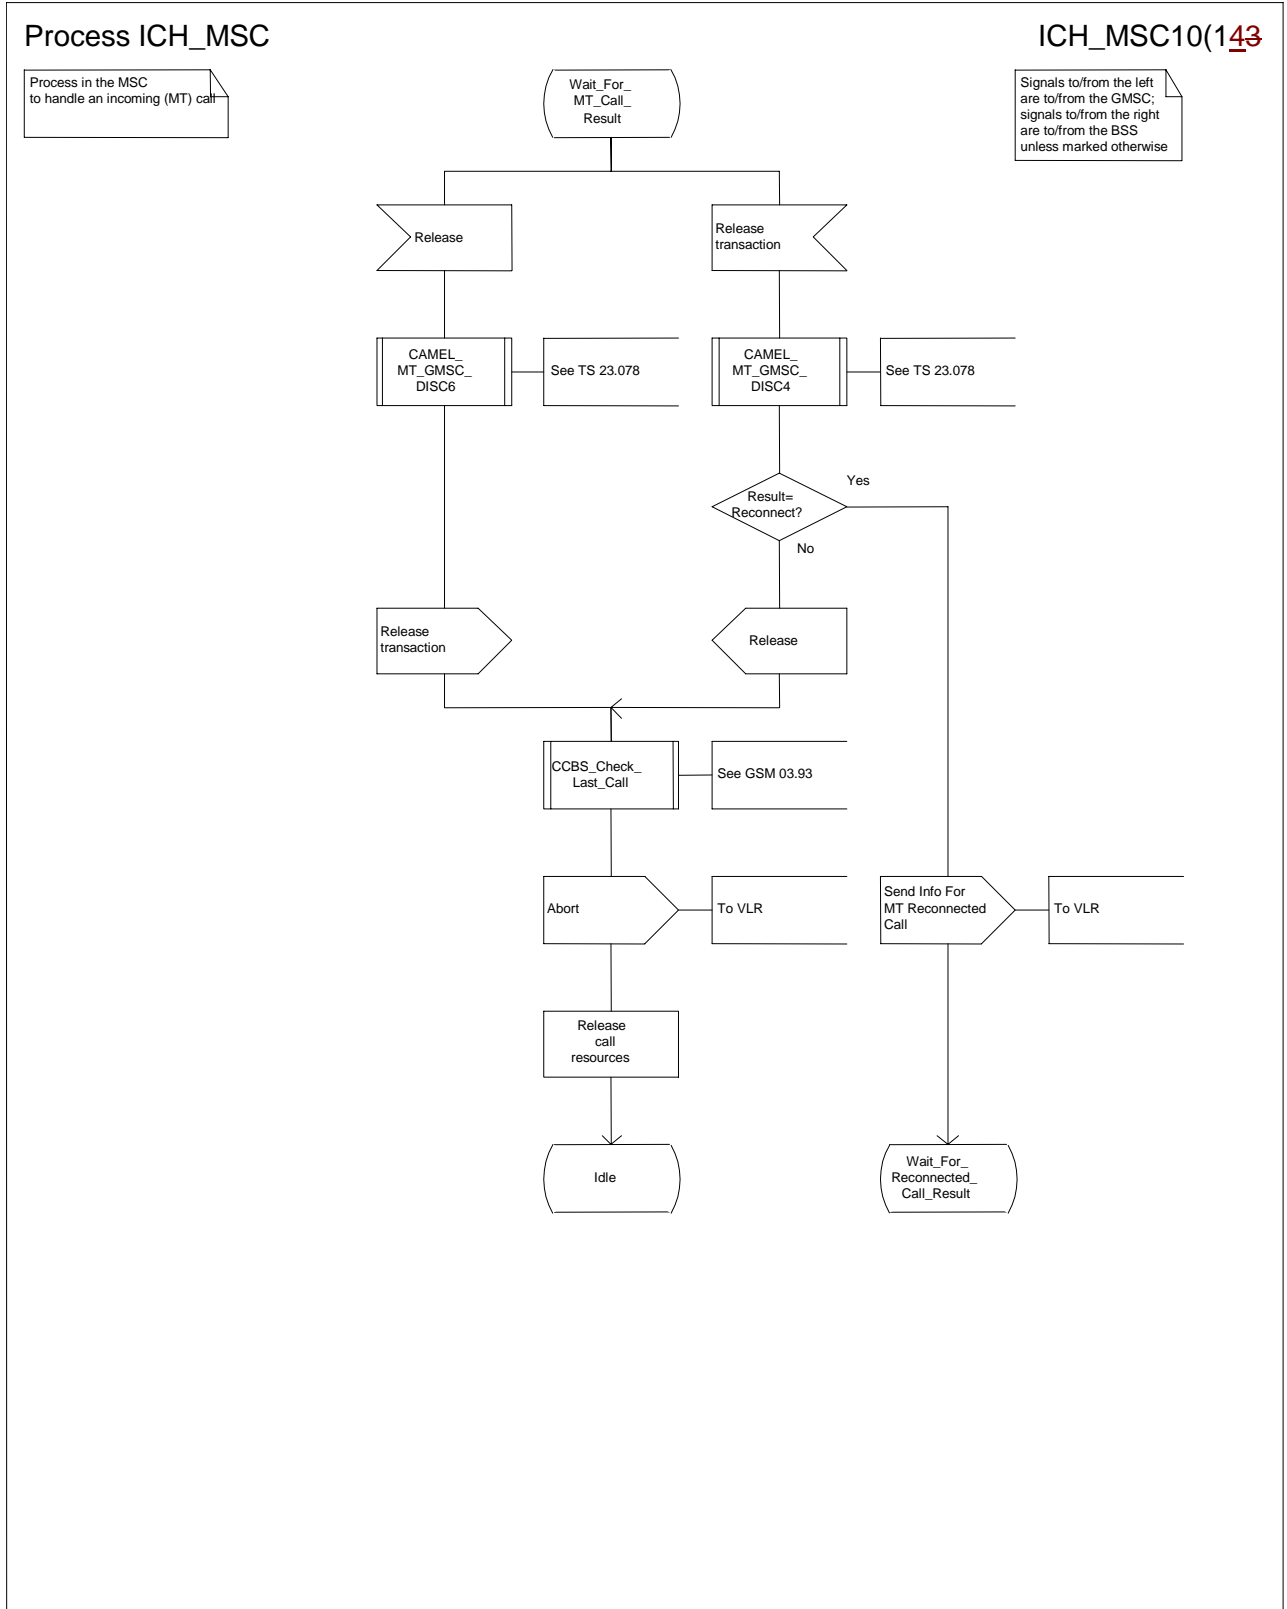 Process ICH_MSC
ICH_MSC10(143
Process in the MSC
to handle an incoming (MT) call
Wait_For_
MT_Call_
Result
Signals to/from the left
are to/from the GMSC;
signals to/from the right
are to/from the BSS
unless marked otherwise
Release
Release
transaction
CAMEL_
MT_GMSC_
DISC6
See TS 23.078
CAMEL_
MT_GMSC_
DISC4
See TS 23.078
Result=
Reconnect?
Yes
No
Release
transaction
Release
CCBS_Check_
Last_Call
See GSM 03.93
Abort
To VLR
Send Info For
MT Reconnected
Call
To VLR
Release
call
resources
Idle
Wait_For_
Reconnected_
Call_Result